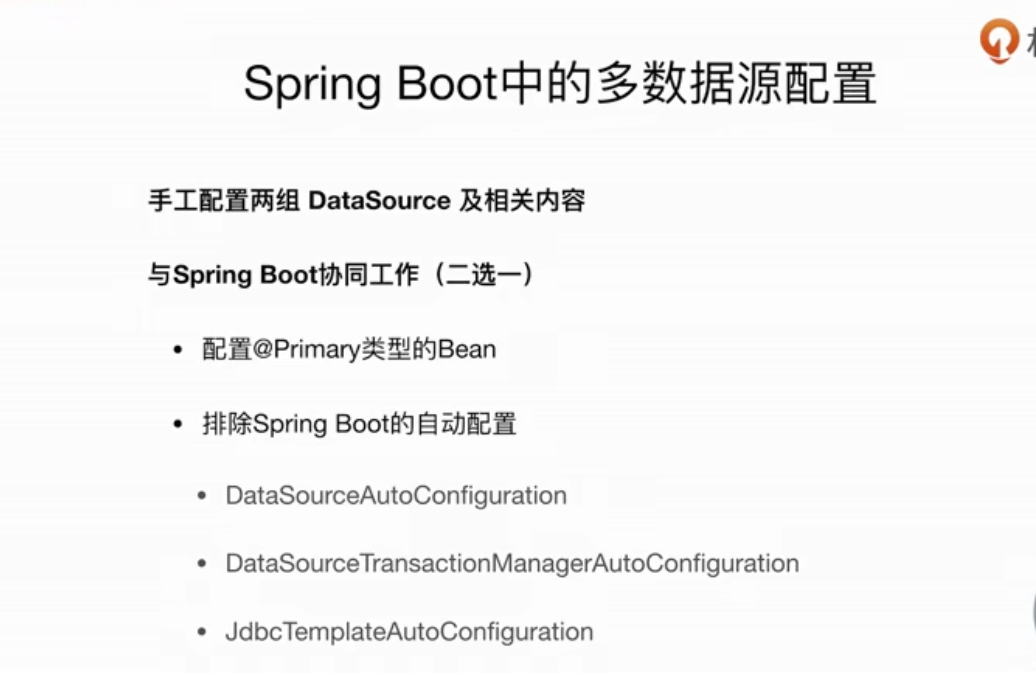 Spring Boot中的多数据源配置
手工配置两组 DataSource 及相关内容
与Spring Boot协同工作（二选一）
• 配置@Primary类型的Bean
• 排除Spring Boot的自动配置
• DataSourceAutoConfiguration
• DataSourceTransactionManagerAutoConfiguration
• JdbcTemplateAutoConfiguration